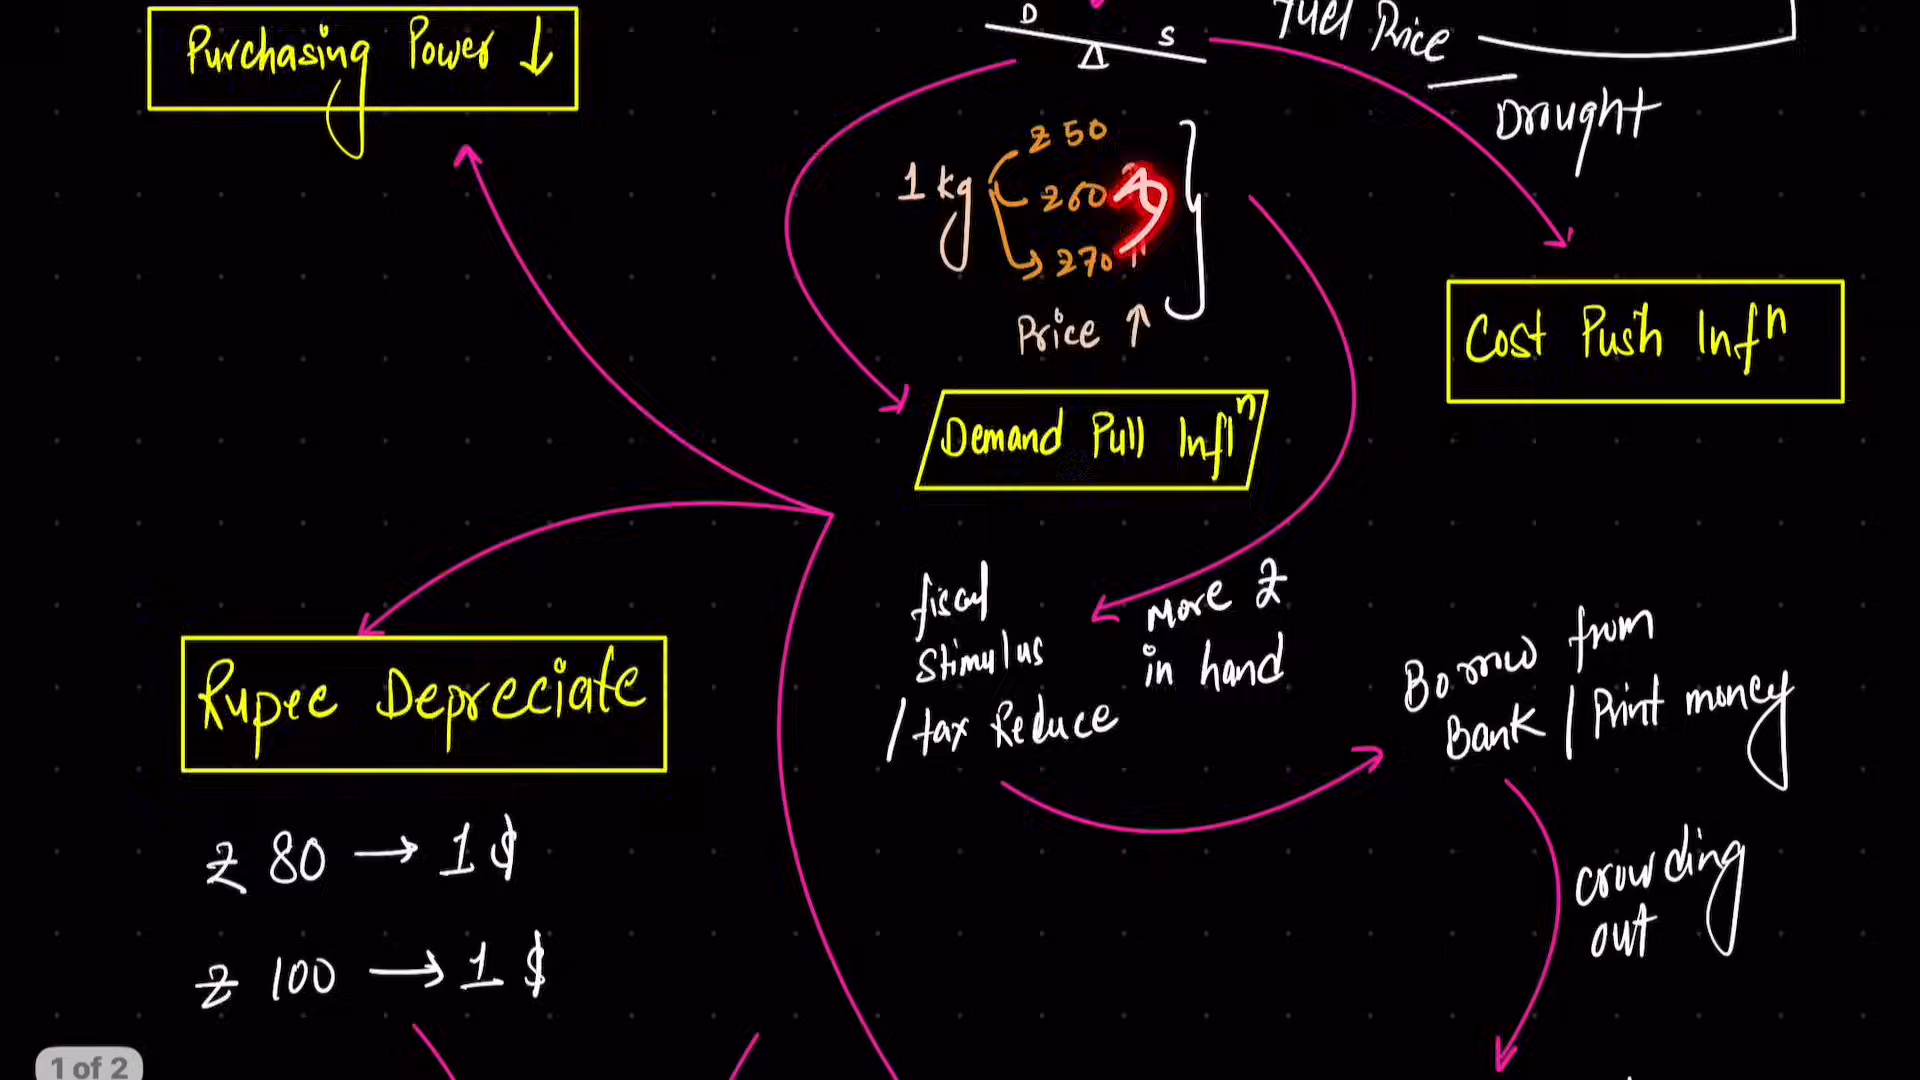 Purchasing Power ↓
D
S
Fuel Price
Drought
1 kg
₹ 50
₹60
₹70
Price ↑
Cost Push Infⁿ
Demand Pull Inflⁿ
fiscal
Stimulus
/ tax Reduce
More ₹
in hand
Borrow from
Bank / Print money
Rupee Depreciate
₹ 80 → 1 $
₹ 100 → 1 $
crowding
out
1 of 2